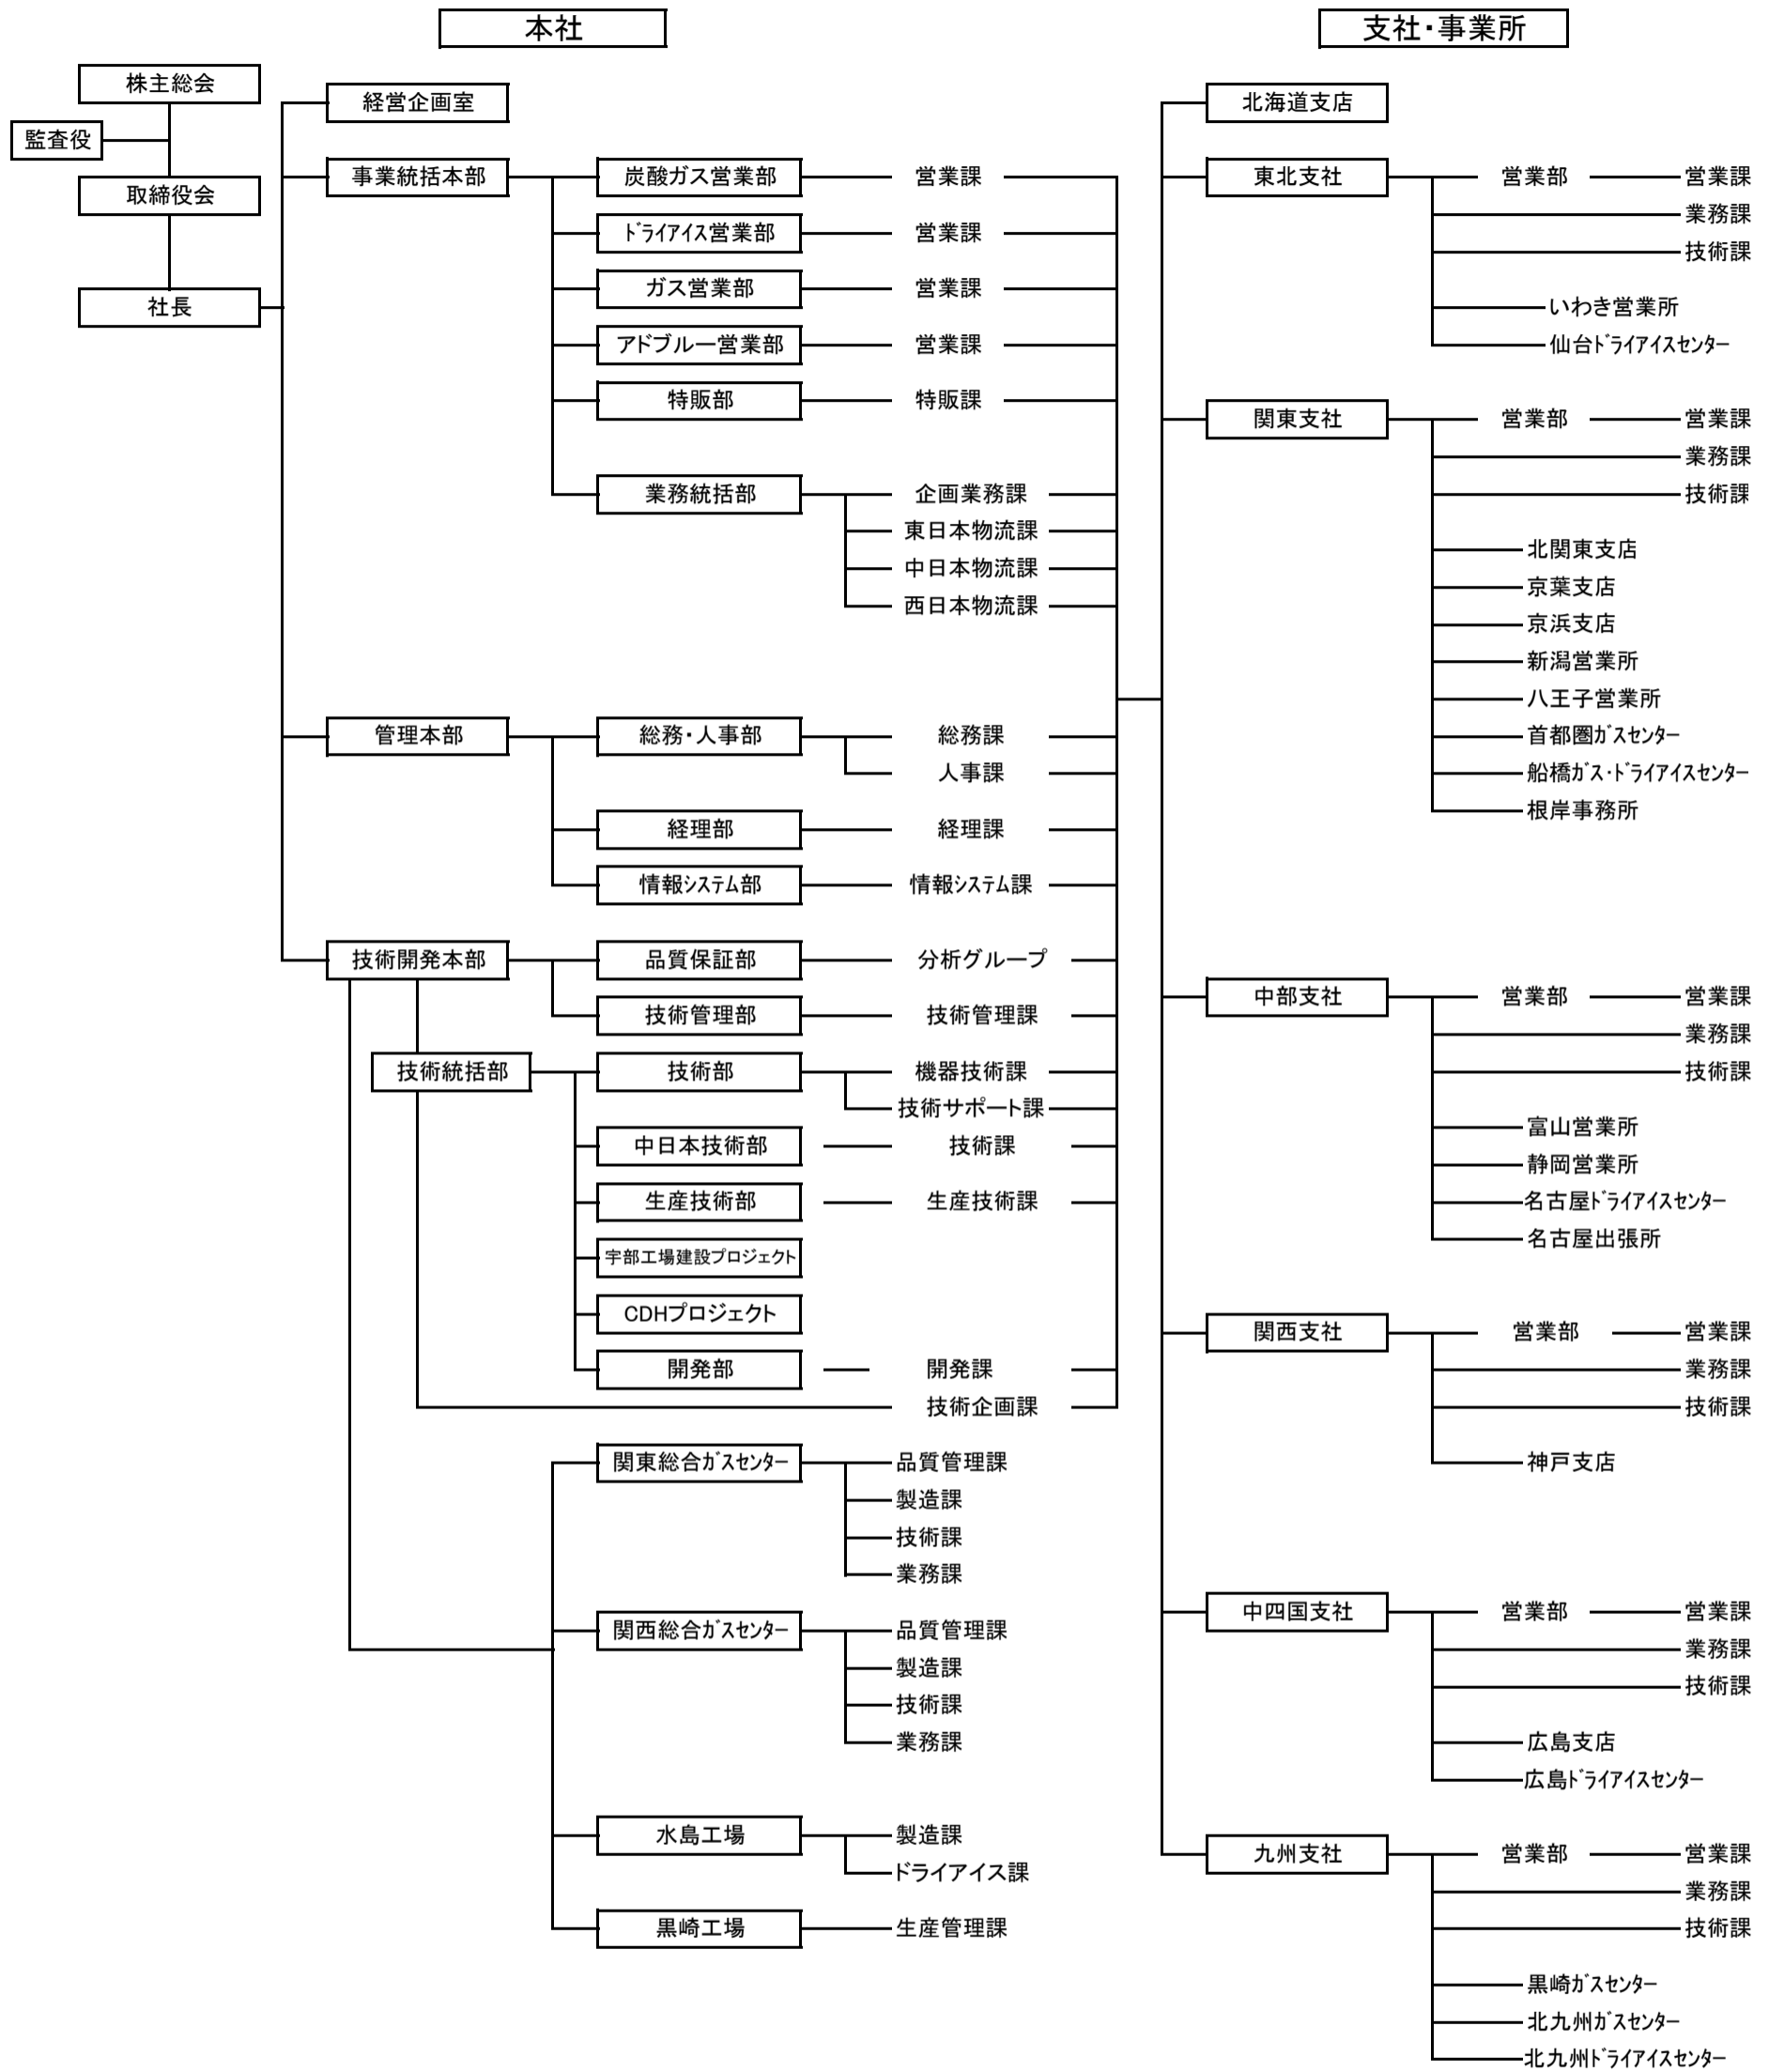 本社
支社・事業所
株主総会
監査役
取締役会
社長
経営企画室
事業統括本部
炭酸ガス営業部
営業課
ﾄﾞﾗｲｱｲｽ営業部
営業課
ガス営業部
営業課
アドブルー営業部
営業課
特販部
特販課
業務統括部
企画業務課
東日本物流課
中日本物流課
西日本物流課
管理本部
総務・人事部
総務課
人事課
経理部
経理課
情報ｼｽﾃﾑ部
情報ｼｽﾃﾑ課
技術開発本部
品質保証部
分析グループ
技術管理部
技術管理課
技術統括部
技術部
機器技術課
技術サポート課
中日本技術部
技術課
生産技術部
生産技術課
宇部工場建設プロジェクト
CDHプロジェクト
開発部
開発課
技術企画課
関東総合ｶﾞｽｾﾝﾀｰ
品質管理課
製造課
技術課
業務課
関西総合ｶﾞｽｾﾝﾀｰ
品質管理課
製造課
技術課
業務課
水島工場
製造課
ドライアイス課
黒崎工場
生産管理課
北海道支店
東北支社
営業部
営業課
業務課
技術課
いわき営業所
仙台ﾄﾞﾗｲｱｲｽｾﾝﾀｰ
関東支社
営業部
営業課
業務課
技術課
北関東支店
京葉支店
京浜支店
新潟営業所
八王子営業所
首都圏ｶﾞｽｾﾝﾀｰ
船橋ｶﾞｽ・ﾄﾞﾗｲｱｲｽｾﾝﾀｰ
根岸事務所
中部支社
営業部
営業課
業務課
技術課
富山営業所
静岡営業所
名古屋ﾄﾞﾗｲｱｲｽｾﾝﾀｰ
名古屋出張所
関西支社
営業部
営業課
業務課
技術課
神戸支店
中四国支社
営業部
営業課
業務課
技術課
広島支店
広島ﾄﾞﾗｲｱｲｽｾﾝﾀｰ
九州支社
営業部
営業課
業務課
技術課
黒崎ｶﾞｽｾﾝﾀｰ
北九州ｶﾞｽｾﾝﾀｰ
北九州ﾄﾞﾗｲｱｲｽｾﾝﾀｰ